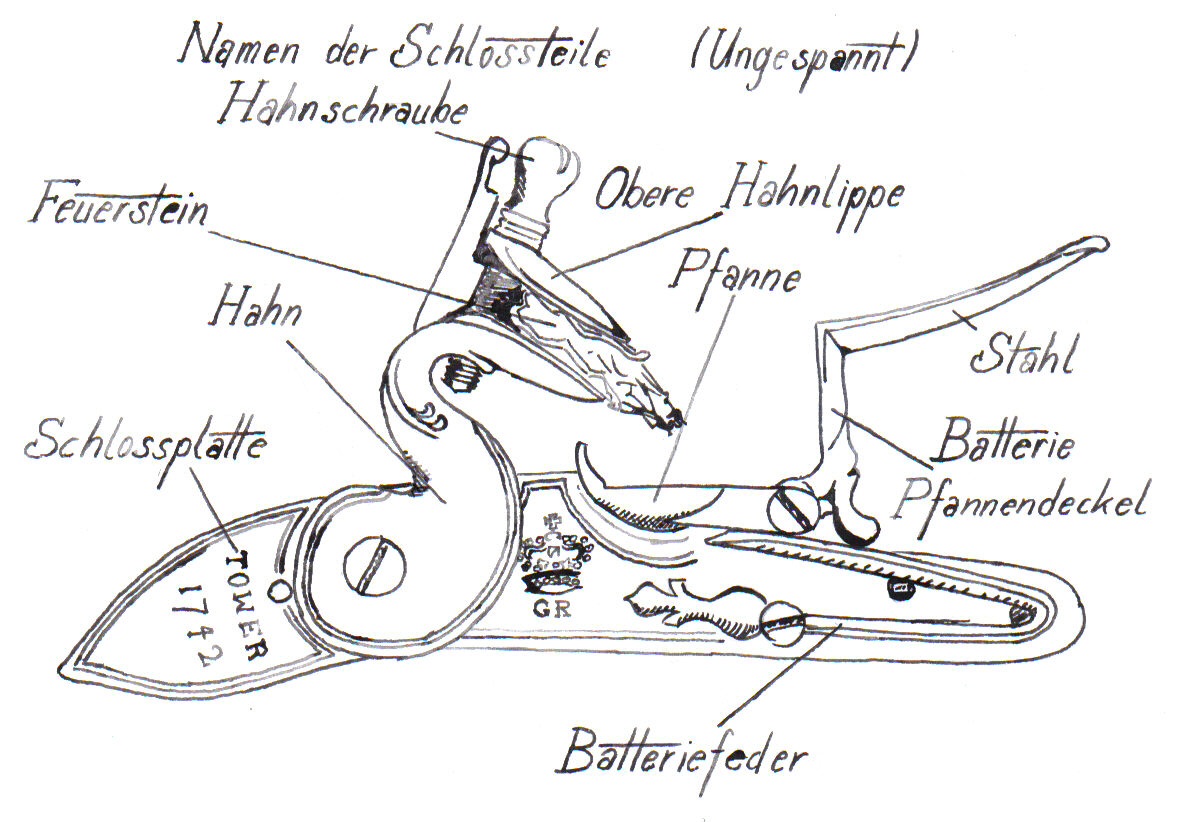 Namen der Schlossteile (Ungespannt)
Hahnschraube
Feuerstein
Obere Hahnlippe
Pfanne
Hahn
Stahl
Schlossplatte
Batterie
Pfannendeckel
TOWER
1742
GR
Batteriefeder